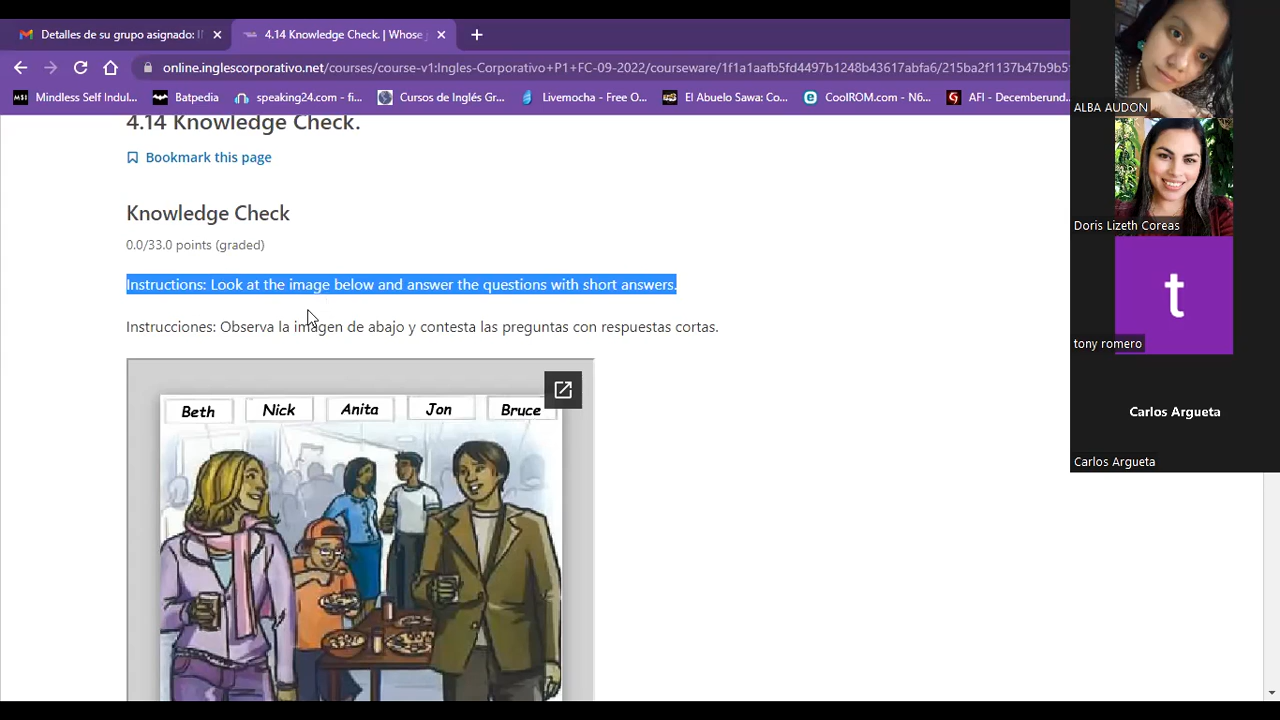 Detalles de su grupo asignado: I
4.14 Knowledge Check. | Whose
online.inglescorporativo.net/courses/course-v1:Ingles-Corporativo+P1+FC-09-2022/courseware/1f1a1aafb5fd4497b1248b43617abfa6/215ba2f1137b47b9b5
Mindless Self Indul...
Batpedia
speaking24.com - fi...
Cursos de Inglés Gr...
Livemocha - Free O...
El Abuelo Sawa: Co...
CoolROM.com - N6...
AFI - Decemberund...
4.14 Knowledge Check.
Bookmark this page
Knowledge Check
0.0/33.0 points (graded)
Instructions: Look at the image below and answer the questions with short answers.
Instrucciones: Observa la imagen de abajo y contesta las preguntas con respuestas cortas.
Beth Nick Anita Jon Bruce
ALBA AUDON
Doris Lizeth Coreas
t
tony romero
Carlos Argueta
Carlos Argueta